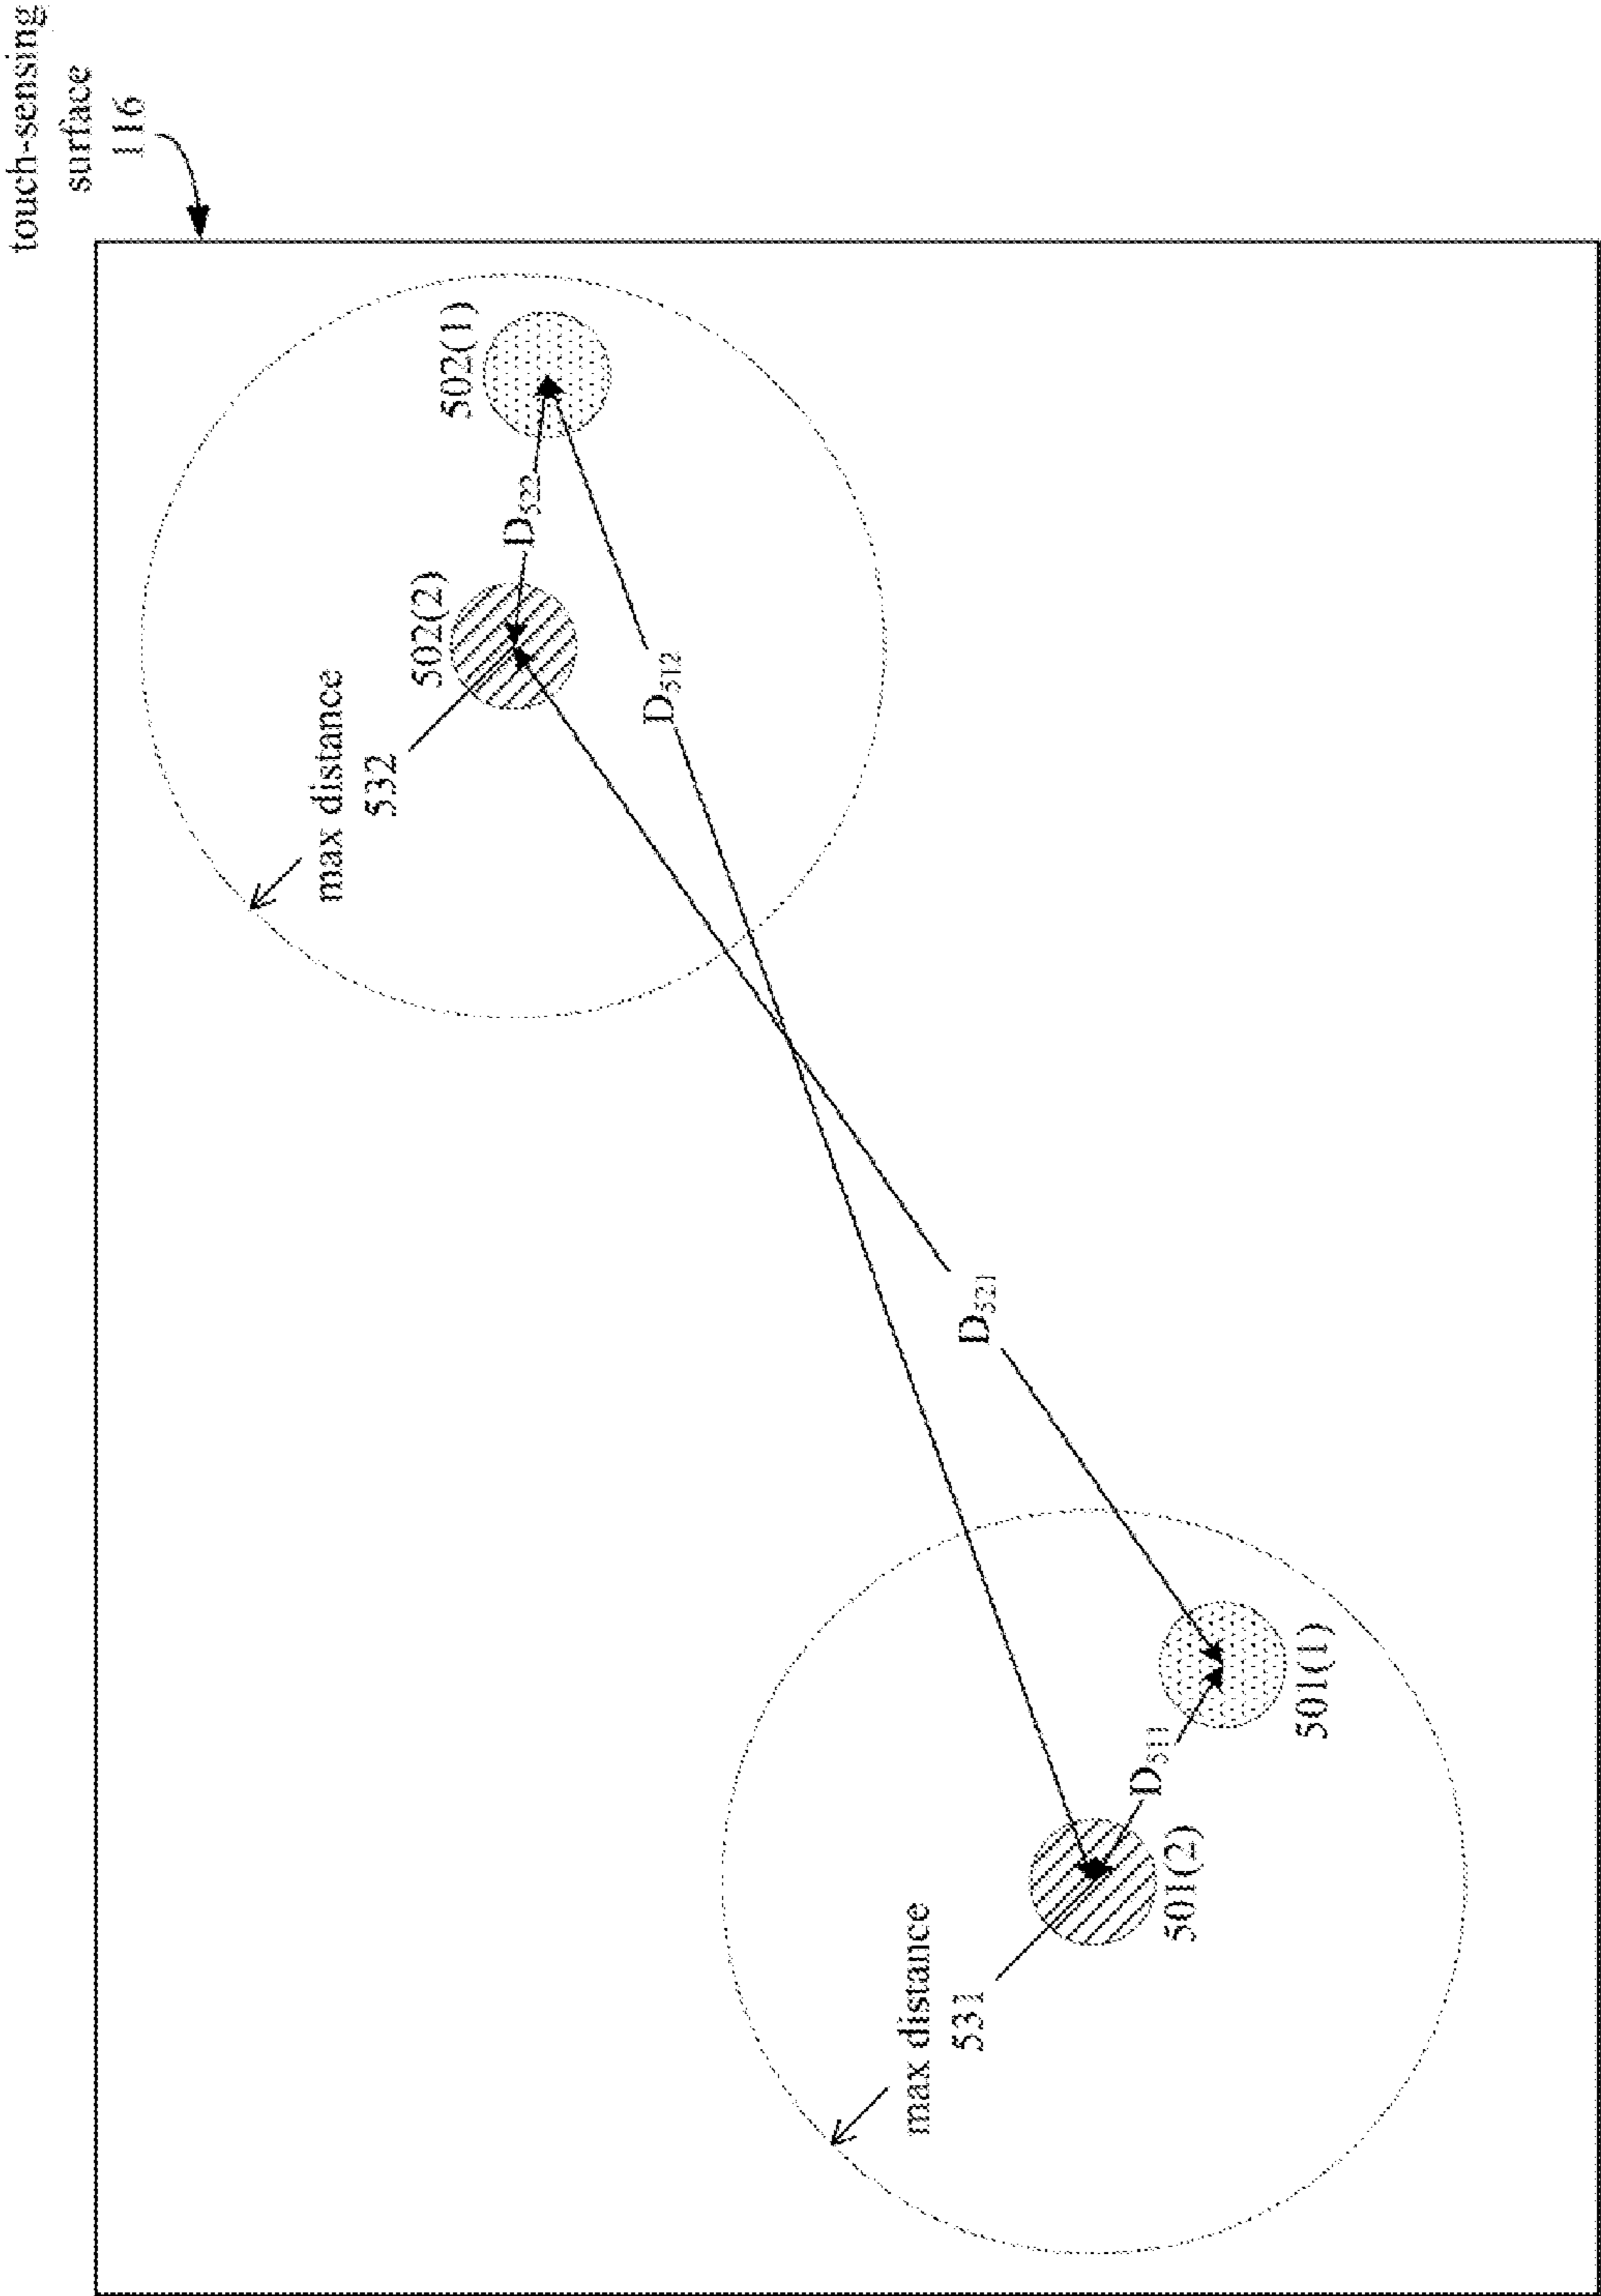 touch-sensing
surface
116
502(1)
D522
502(2)
D512
max distance
532
D521
501(1)
D511
501(2)
max distance
531